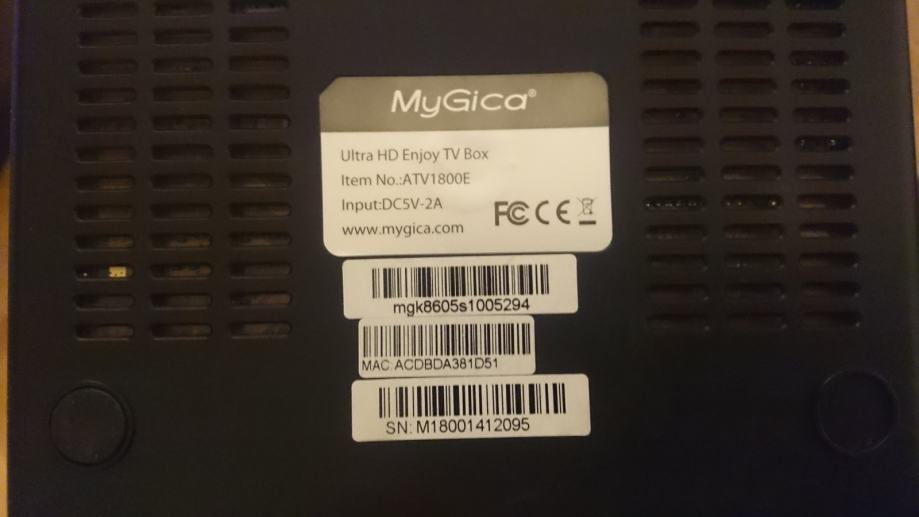 MyGica®
Ultra HD Enjoy TV Box
Item No.:ATV1800E
Input:DC5V-2A
FC CE
www.mygica.com
mgk8605s1005294
MAC:ACDBDA381D51
SN: M18001412095